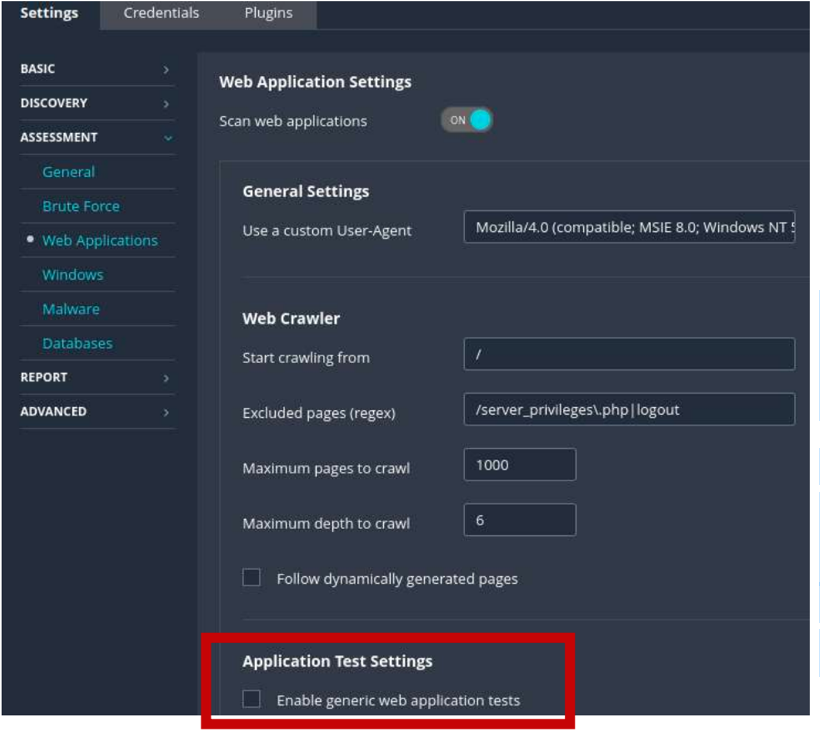 Settings Credentials Plugins
BASIC
DISCOVERY
ASSESSMENT
General
Brute Force
Web Applications
Windows
Malware
Databases
REPORT
ADVANCED
Web Application Settings
Scan web applications ON
General Settings
Use a custom User-Agent Mozilla/4.0 (compatible; MSIE 8.0; Windows NT
Web Crawler
Start crawling from /
Excluded pages (regex) /server_privileges\.php|logout
Maximum pages to crawl 1000
Maximum depth to crawl 6
Follow dynamically generated pages
Application Test Settings
Enable generic web application tests